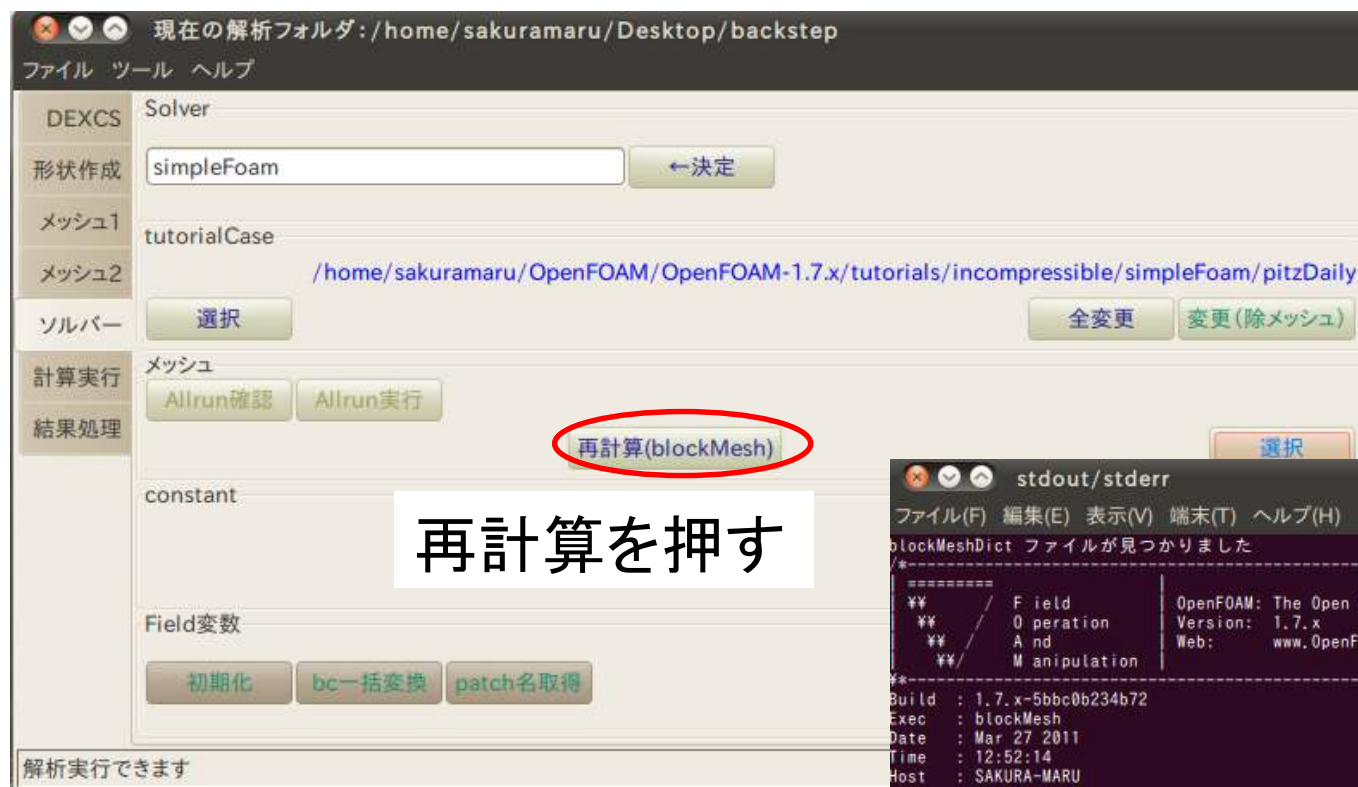 現在の解析フォルダ:/home/sakuramaru/Desktop/backstep
ファイル ツール ヘルプ
DEXCS
形状作成
メッシュ1
メッシュ2
ソルバー
計算実行
結果処理
Solver
simpleFoam
←決定
tutorialCase
/home/sakuramaru/OpenFOAM/OpenFOAM-1.7.x/tutorials/incompressible/simpleFoam/pitzDaily
選択
全変更
変更(除メッシュ)
メッシュ
Allrun確認
Allrun実行
再計算(blockMesh)
選択
constant
再計算を押す
Field変数
初期化
bc一括変換
patch名取得
解析実行できます
stdout/stderr
ファイル(F) 編集(E) 表示(V) 端末(T) ヘルプ(H)
blockMeshDict ファイルが見つかりました
/*---------------------------------------------------
| ========= |
| ¥¥ / F ield | OpenFOAM: The Open
| ¥¥ / O peration | Version: 1.7.x
| ¥¥ / A nd | Web: www.OpenF
| ¥¥/ M anipulation |
¥*---------------------------------------------------
Build : 1.7.x-5bbc0b234b72
Exec : blockMesh
Date : Mar 27 2011
Time : 12:52:14
Host : SAKURA-MARU